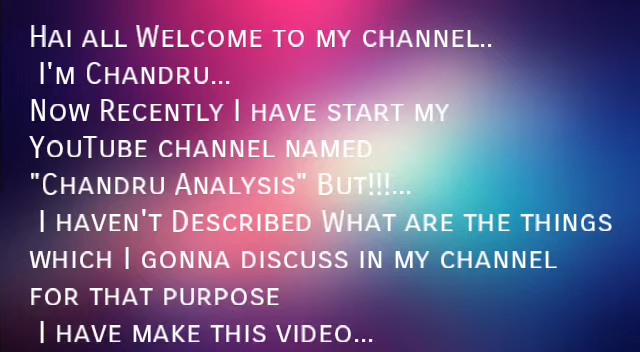 Hai all Welcome to my channel..
I'm Chandru...
Now Recently I have start my
YouTube channel named
"Chandru Analysis" But!!!...
I haven't Described What are the things
which I gonna discuss in my channel
for that purpose
I have make this video...